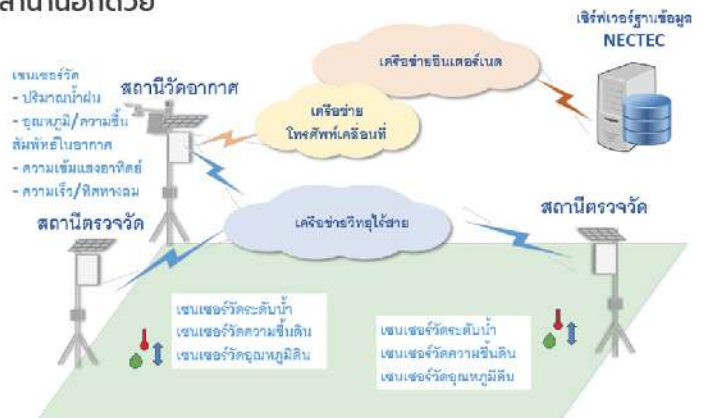 เซิร์ฟเวอร์ฐานข้อมูล
NECTEC
เครือข่ายอินเตอร์เนต
เซนเซอร์วัด
- ปริมาณน้ำฝน
- อุณหภูมิ/ความชื้น
สัมพัทธ์ในอากาศ
- ความเข้มแสงอาทิตย์
- ความเร็ว/ทิศทางลม
สถานีวัดอากาศ
เครือข่าย
โทรศัพท์เคลื่อนที่
สถานีตรวจวัด
เครือข่ายวิทยุไร้สาย
สถานีตรวจวัด
เซนเซอร์วัดระดับน้ำ
เซนเซอร์วัดความชื้นดิน
เซนเซอร์วัดอุณหภูมิดิน
เซนเซอร์วัดระดับน้ำ
เซนเซอร์วัดความชื้นดิน
เซนเซอร์วัดอุณหภูมิดิน